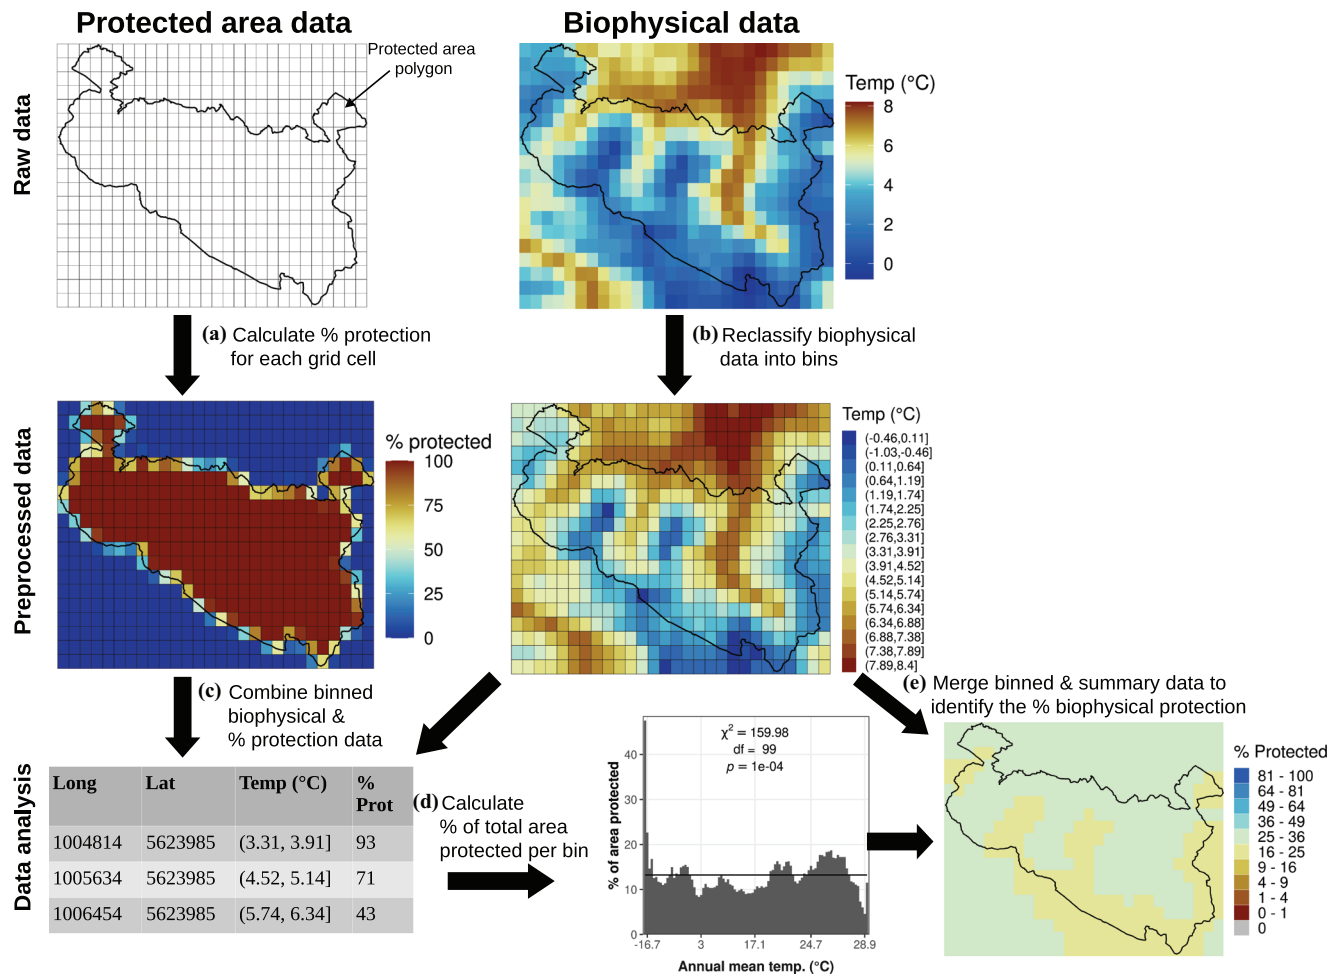 Protected area data
Biophysical data
Raw data
Protected area
polygon
Temp (°C)
8
6
4
2
0
(a) Calculate % protection
for each grid cell
(b) Reclassify biophysical
data into bins
Preprocessed data
% protected
100
75
50
25
0
Temp (°C)
(-0.46,0.11]
(-1.03,-0.46]
(0.11,0.64]
(0.64,1.19]
(1.19,1.74]
(1.74,2.25]
(2.25,2.76]
(2.76,3.31]
(3.31,3.91]
(3.91,4.52]
(4.52,5.14]
(5.14,5.74]
(5.74,6.34]
(6.34,6.88]
(6.88,7.38]
(7.38,7.89]
(7.89,8.4]
(c) Combine binned
biophysical &
% protection data
(e) Merge binned & summary data to
identify the % biophysical protection
Data analysis
Long Lat Temp (°C) % Prot
1004814 5623985 (3.31, 3.91] 93
1005634 5623985 (4.52, 5.14] 71
1006454 5623985 (5.74, 6.34] 43
(d) Calculate
% of total area
protected per bin
χ² = 159.98
df = 99
p = 1e-04
% of area protected
40
30
20
10
0
-16.7 3 17.1 24.7 28.9
Annual mean temp. (°C)
% Protected
81 - 100
64 - 81
49 - 64
36 - 49
25 - 36
16 - 25
9 - 16
4 - 9
1 - 4
0 - 1
0